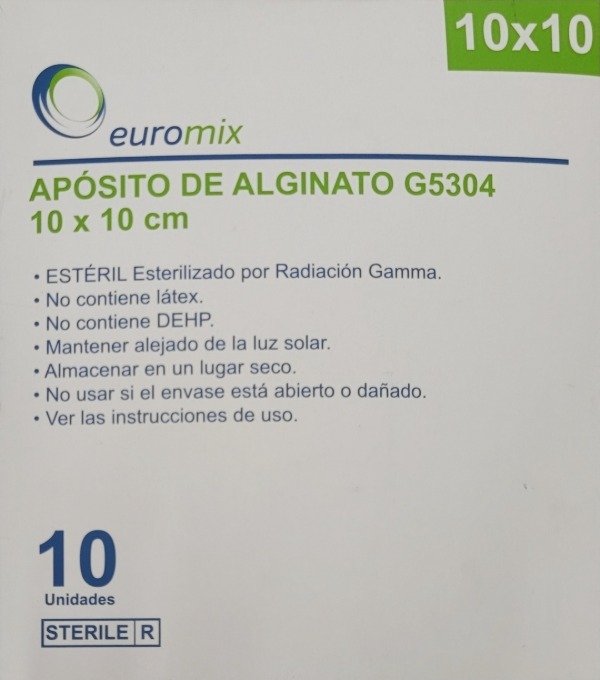 10x10
euromix
APÓSITO DE ALGINATO G5304
10 x 10 cm
• ESTÉRIL Esterilizado por Radiación Gamma.
• No contiene látex.
• No contiene DEHP.
• Mantener alejado de la luz solar.
• Almacenar en un lugar seco.
• No usar si el envase está abierto o dañado.
• Ver las instrucciones de uso.
10
Unidades
STERILE R